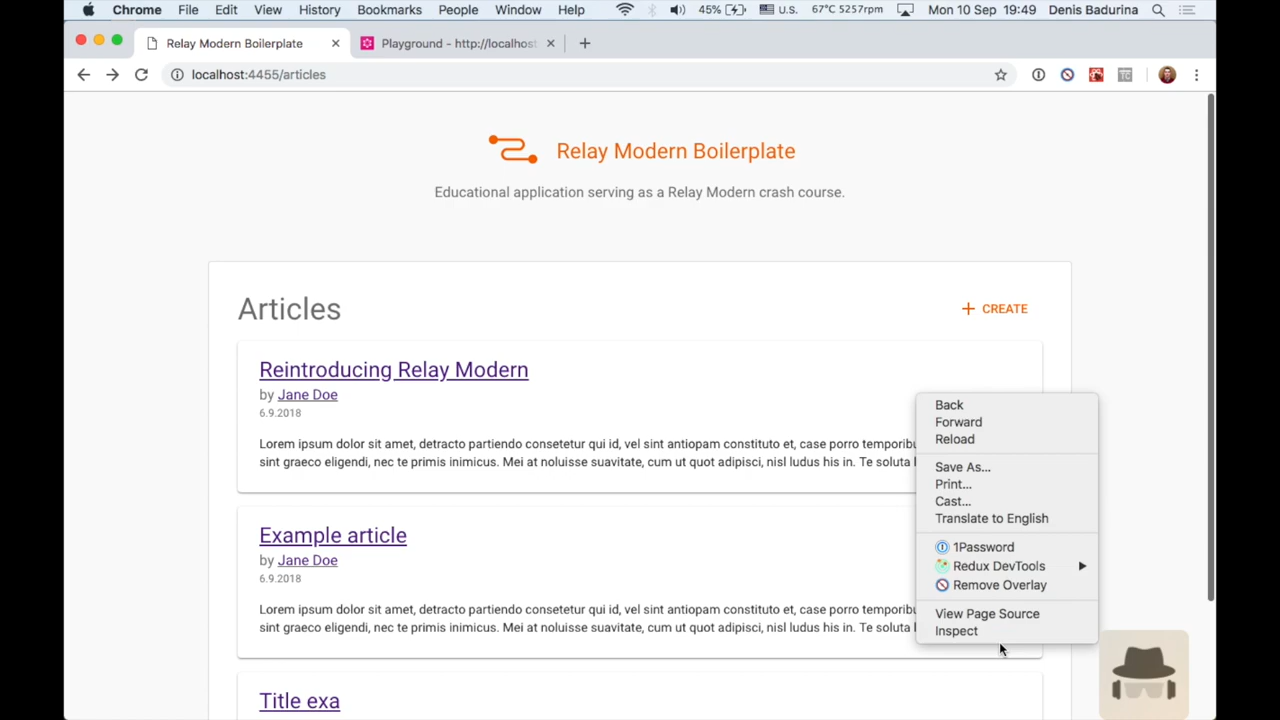 Chrome File Edit View History Bookmarks People Window Help 45% U.S. 67°C 5257rpm Mon 10 Sep 19:49 Denis Badurina
Relay Modern Boilerplate Playground - http://localhost:
localhost:4455/articles TC
Relay Modern Boilerplate
Educational application serving as a Relay Modern crash course.
Articles
CREATE
Reintroducing Relay Modern
by Jane Doe
6.9.2018
Lorem ipsum dolor sit amet, detracto partiendo consetetur qui id, vel sint antiopam constituto et, case porro temporibu
sint graeco eligendi, nec te primis inimicus. Mei at noluisse suavitate, cum ut quot adipisci, nisl ludus his in. Te soluta
Example article
by Jane Doe
6.9.2018
Lorem ipsum dolor sit amet, detracto partiendo consetetur qui id, vel sint antiopam constituto et, case porro temporibu
sint graeco eligendi, nec te primis inimicus. Mei at noluisse suavitate, cum ut quot adipisci, nisl ludus his in. Te soluta
Title exa
Back
Forward
Reload
Save As...
Print...
Cast...
Translate to English
1Password
Redux DevTools
Remove Overlay
View Page Source
Inspect